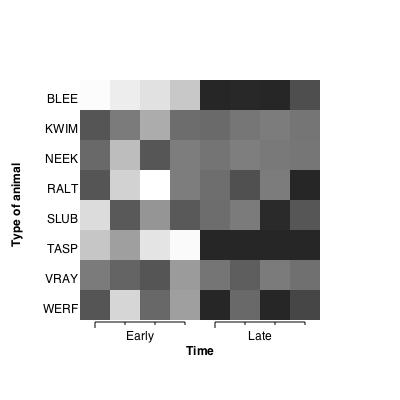 BLEE
KWIM
NEEK
RALT
SLUB
TASP
VRAY
WERF
Type of animal
Early Late
Time